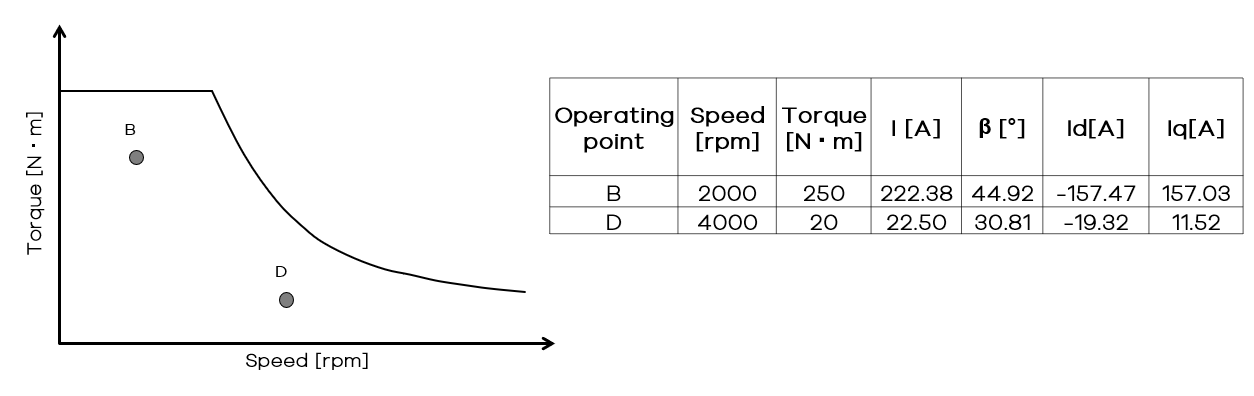 B
D
Torque [N・m]
Speed [rpm]
Operating point Speed [rpm] Torque [N・m] I [A] β [°] Id[A] Iq[A]
B 2000 250 222.38 44.92 -157.47 157.03
D 4000 20 22.50 30.81 -19.32 11.52